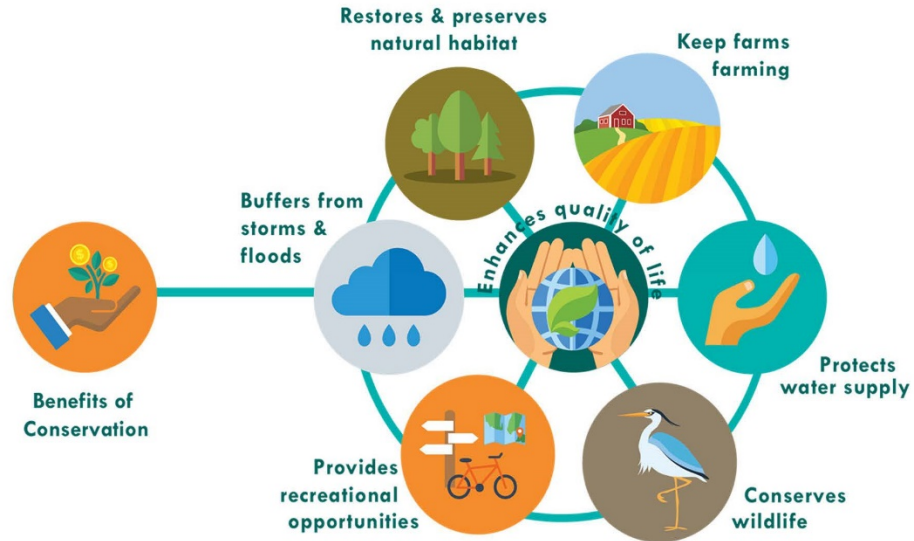 Restores & preserves
natural habitat
Keep farms
farming
Buffers from
storms &
floods
Enhances quality of life
Benefits of
Conservation
Protects
water supply
Provides
recreational
opportunities
Conserves
wildlife